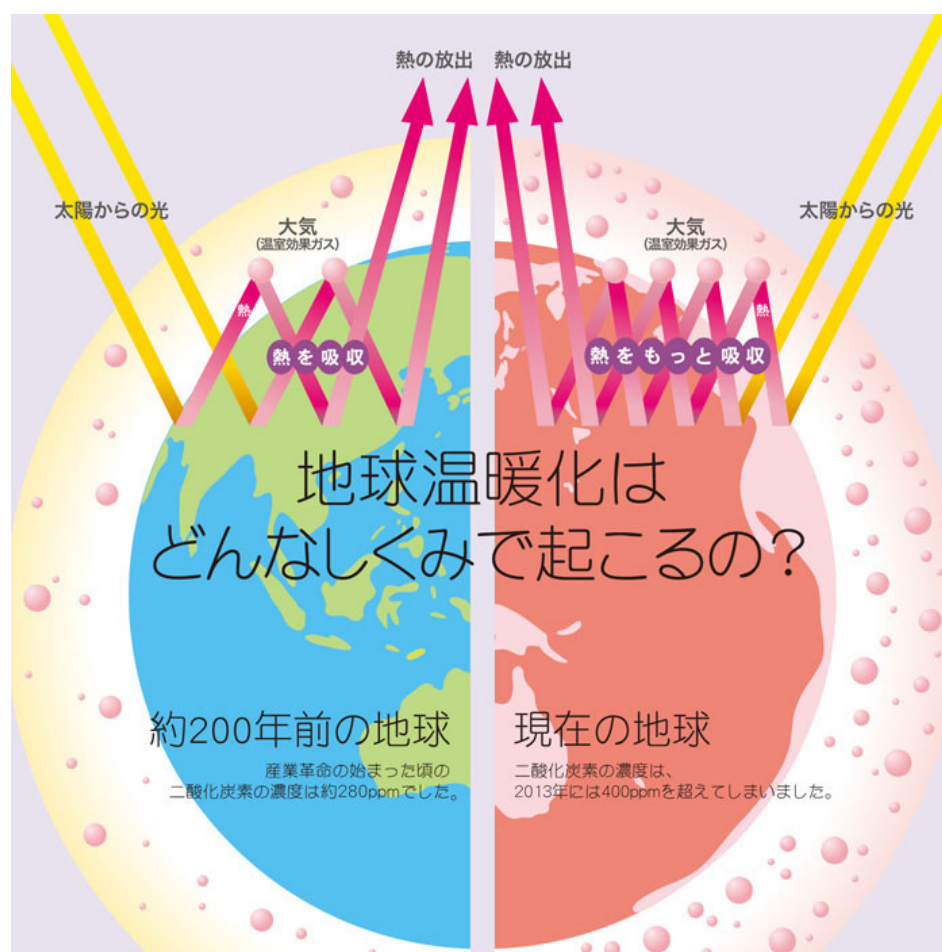 熱の放出
熱の放出
太陽からの光
大気
(温室効果ガス)
大気
(温室効果ガス)
太陽からの光
熱
熱
熱を吸収
熱をもっと吸収
地球温暖化は
どんなしくみで起こるの?
約200年前の地球
産業革命の始まった頃の
二酸化炭素の濃度は約280ppmでした。
現在の地球
二酸化炭素の濃度は、
2013年には400ppmを超えてしまいました。